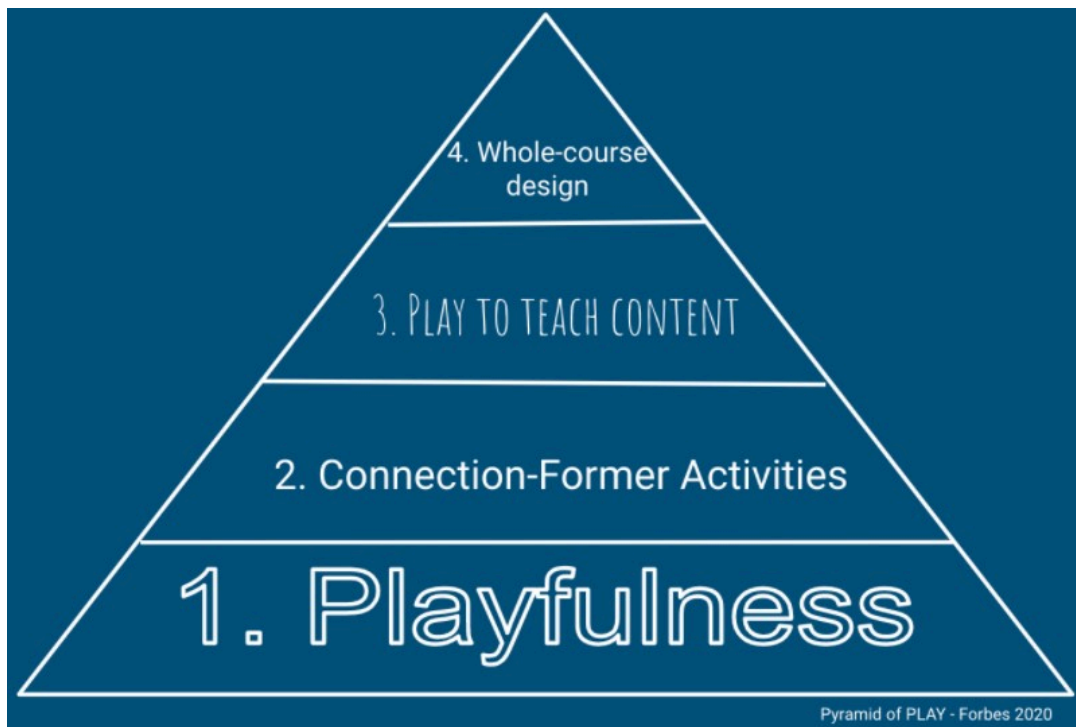 4. Whole-course
design
3. PLAY TO TEACH CONTENT
2. Connection-Former Activities
1. Playfulness
Pyramid of PLAY - Forbes 2020